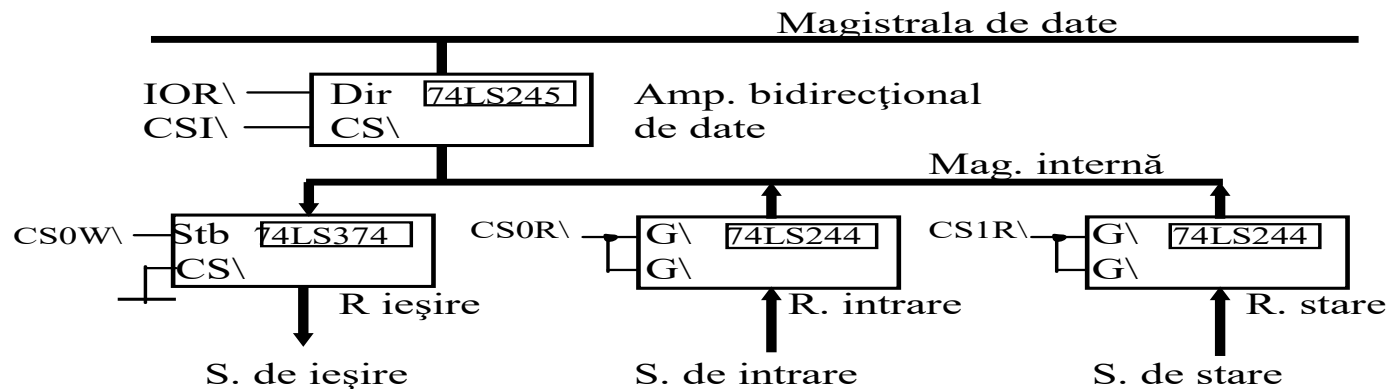 Magistrala de date
IOR\ Dir 74LS245 Amp. bidirecţional
CSI\ CS\ de date
Mag. internă
CS0W\ Stb 74LS374 CS0R\ G\ 74LS244 CS1R\ G\ 74LS244
CS\ G\ G\
R ieşire R. intrare R. stare
S. de ieşire S. de intrare S. de stare